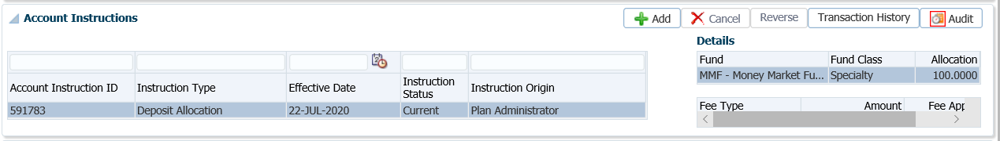 Account Instructions
Add
Cancel
Reverse
Transaction History
Audit
Details
Fund Fund Class Allocation
MMF - Money Market Fu... Specialty 100.0000
Account Instruction ID Instruction Type Effective Date Instruction Status Instruction Origin
591783 Deposit Allocation 22-JUL-2020 Current Plan Administrator
Fee Type Amount Fee App